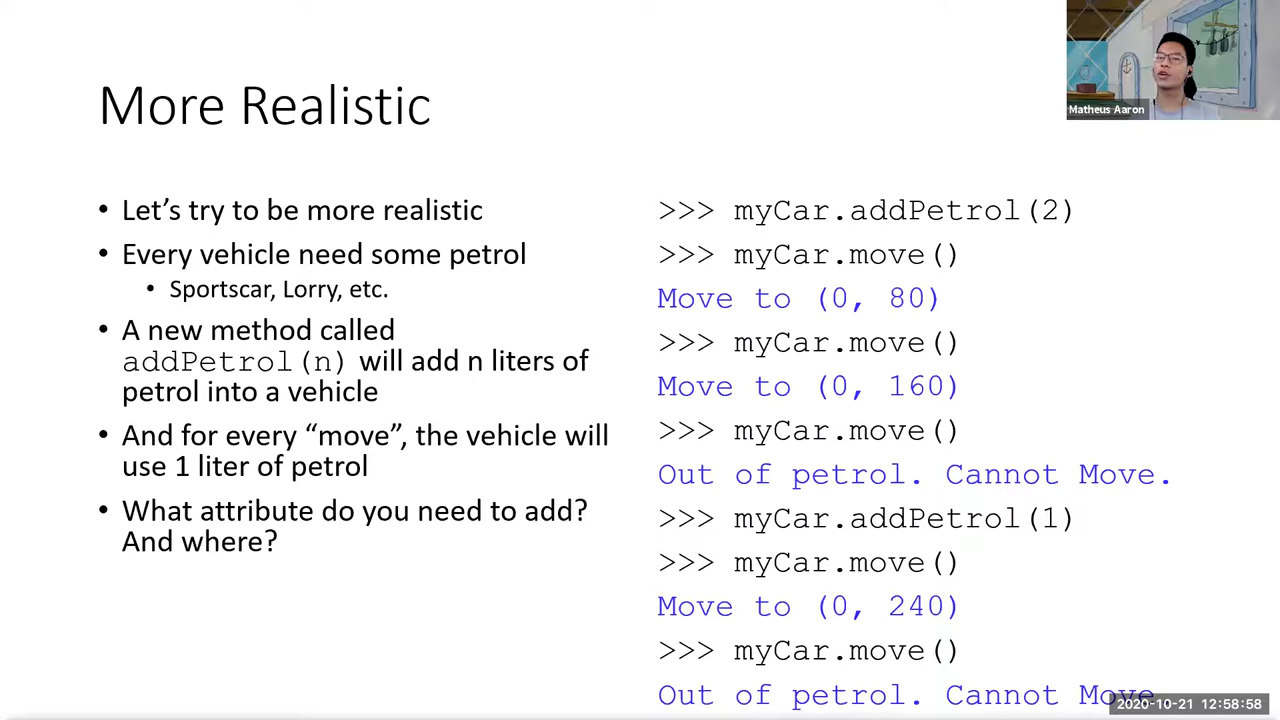 More Realistic
Matheus Aaron
• Let's try to be more realistic
• Every vehicle need some petrol
• Sportscar, Lorry, etc.
• A new method called
addPetrol(n) will add n liters of
petrol into a vehicle
• And for every “move”, the vehicle will
use 1 liter of petrol
• What attribute do you need to add?
And where?
>>> myCar.addPetrol(2)
>>> myCar.move()
Move to (0, 80)
>>> myCar.move()
Move to (0, 160)
>>> myCar.move()
Out of petrol. Cannot Move.
>>> myCar.addPetrol(1)
>>> myCar.move()
Move to (0, 240)
>>> myCar.move()
Out of petrol. Cannot Move.
2020-10-21 12:58:58